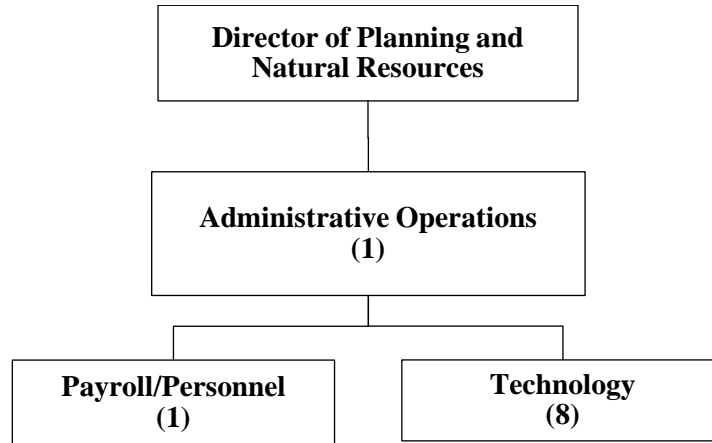 Director of Planning and
Natural Resources
Administrative Operations
(1)
Payroll/Personnel
(1)
Technology
(8)